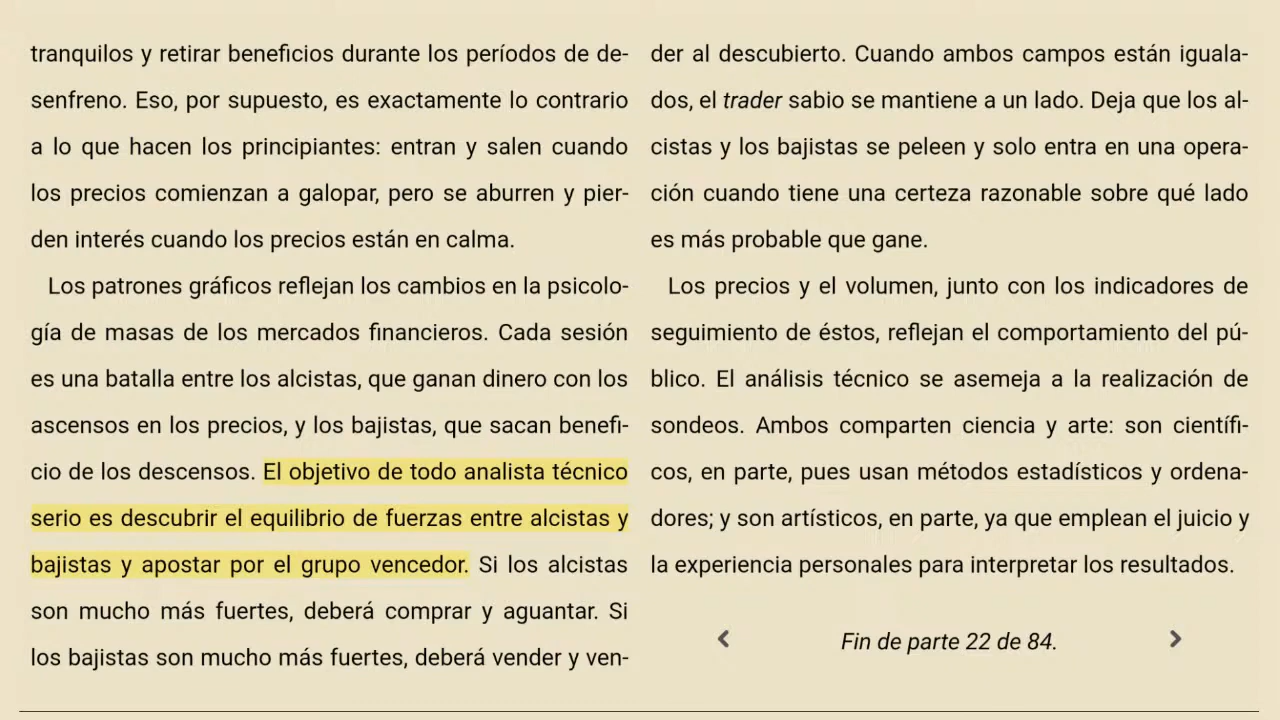 tranquilos y retirar beneficios durante los períodos de de-
senfreno. Eso, por supuesto, es exactamente lo contrario
a lo que hacen los principiantes: entran y salen cuando
los precios comienzan a galopar, pero se aburren y pier-
den interés cuando los precios están en calma.
Los patrones gráficos reflejan los cambios en la psicolo-
gía de masas de los mercados financieros. Cada sesión
es una batalla entre los alcistas, que ganan dinero con los
ascensos en los precios, y los bajistas, que sacan benefi-
cio de los descensos. El objetivo de todo analista técnico
serio es descubrir el equilibrio de fuerzas entre alcistas y
bajistas y apostar por el grupo vencedor. Si los alcistas
son mucho más fuertes, deberá comprar y aguantar. Si
los bajistas son mucho más fuertes, deberá vender y ven-
der al descubierto. Cuando ambos campos están iguala-
dos, el trader sabio se mantiene a un lado. Deja que los al-
cistas y los bajistas se peleen y solo entra en una opera-
ción cuando tiene una certeza razonable sobre qué lado
es más probable que gane.
Los precios y el volumen, junto con los indicadores de
seguimiento de éstos, reflejan el comportamiento del pú-
blico. El análisis técnico se asemeja a la realización de
sondeos. Ambos comparten ciencia y arte: son científi-
cos, en parte, pues usan métodos estadísticos y ordena-
dores; y son artísticos, en parte, ya que emplean el juicio y
la experiencia personales para interpretar los resultados.
Fin de parte 22 de 84.